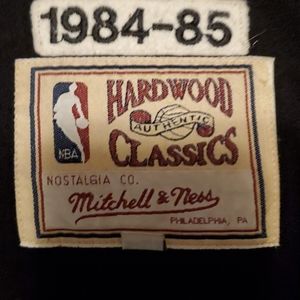 1984-85
NBA
HARDWOOD
AUTHENTIC
CLASSICS
NOSTALGIA CO.
Mitchell & Ness
PHILADELPHIA, PA